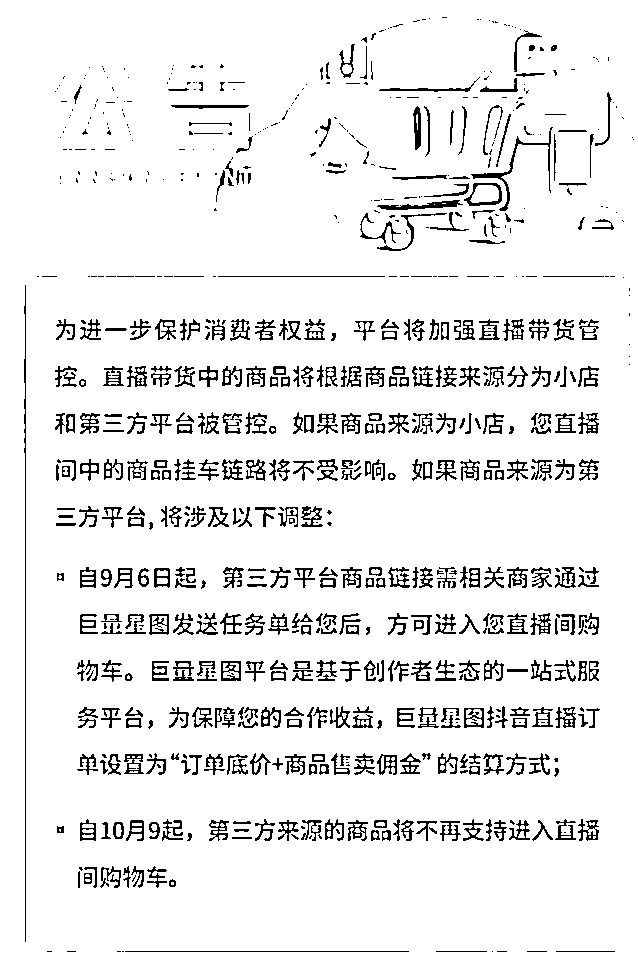 公告
为进一步保护消费者权益，平台将加强直播带货管
控。直播带货中的商品将根据商品链接来源分为小店
和第三方平台被管控。如果商品来源为小店，您直播
间中的商品挂车链路将不受影响。如果商品来源为第
三方平台,将涉及以下调整：
自9月6日起，第三方平台商品链接需相关商家通过
巨量星图发送任务单给您后，方可进入您直播间购
物车。巨量星图平台是基于创作者生态的一站式服
务平台，为保障您的合作收益，巨量星图抖音直播订
单设置为“订单底价+商品售卖佣金”的结算方式；
自10月9起，第三方来源的商品将不再支持进入直播
间购物车。